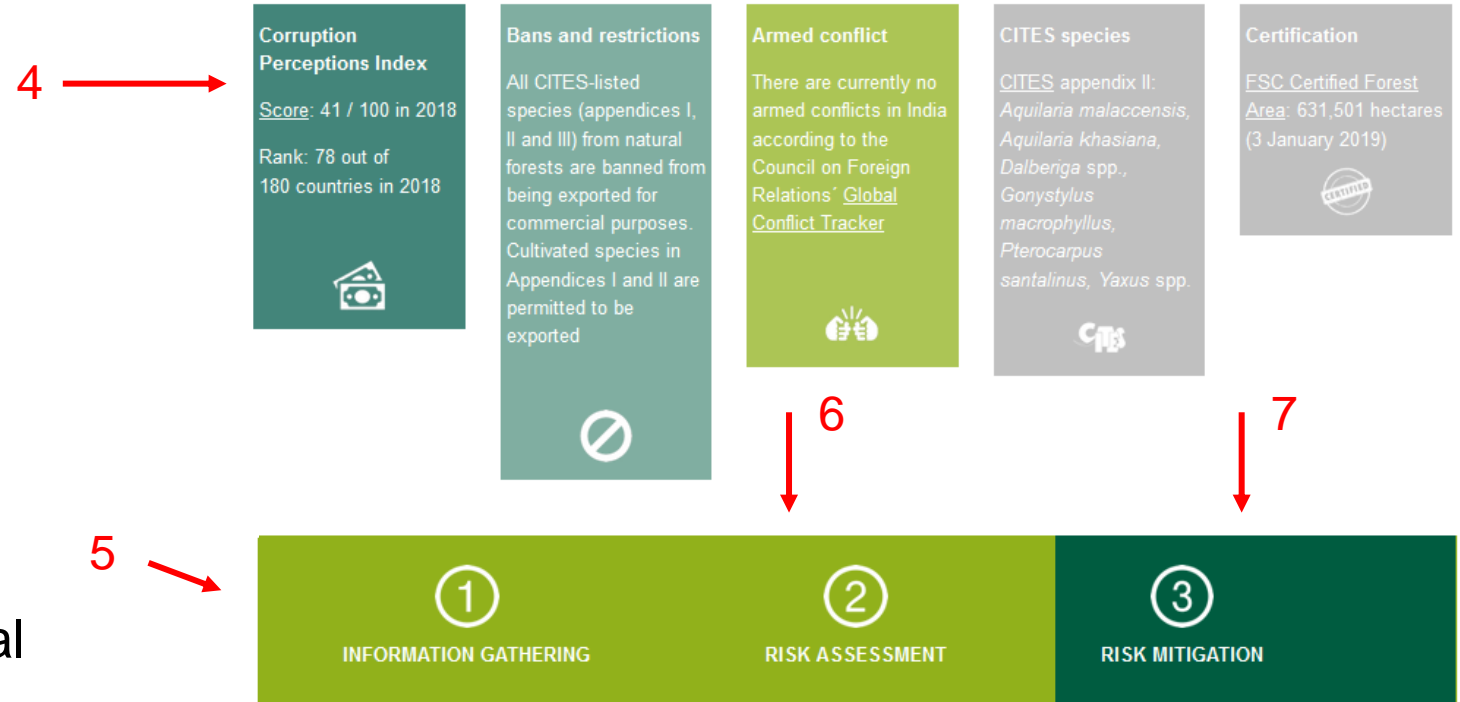 4
Corruption
Perceptions Index
Score: 41 / 100 in 2018
Rank: 78 out of
180 countries in 2018
Bans and restrictions
All CITES-listed
species (appendices I,
II and III) from natural
forests are banned from
being exported for
commercial purposes.
Cultivated species in
Appendices I and II are
permitted to be
exported
Armed conflict
There are currently no
armed conflicts in India
according to the
Council on Foreign
Relations´ Global
Conflict Tracker
CITES species
CITES appendix II:
Aquilaria malaccensis,
Aquilaria khasiana,
Dalberiga spp.,
Gonystylus
macrophyllus,
Pterocarpus
santalinus, Yaxus spp.
CITES
Certification
FSC Certified Forest
Area: 631,501 hectares
(3 January 2019)
CERTIFIED
6
7
5
al
1
INFORMATION GATHERING
2
RISK ASSESSMENT
3
RISK MITIGATION